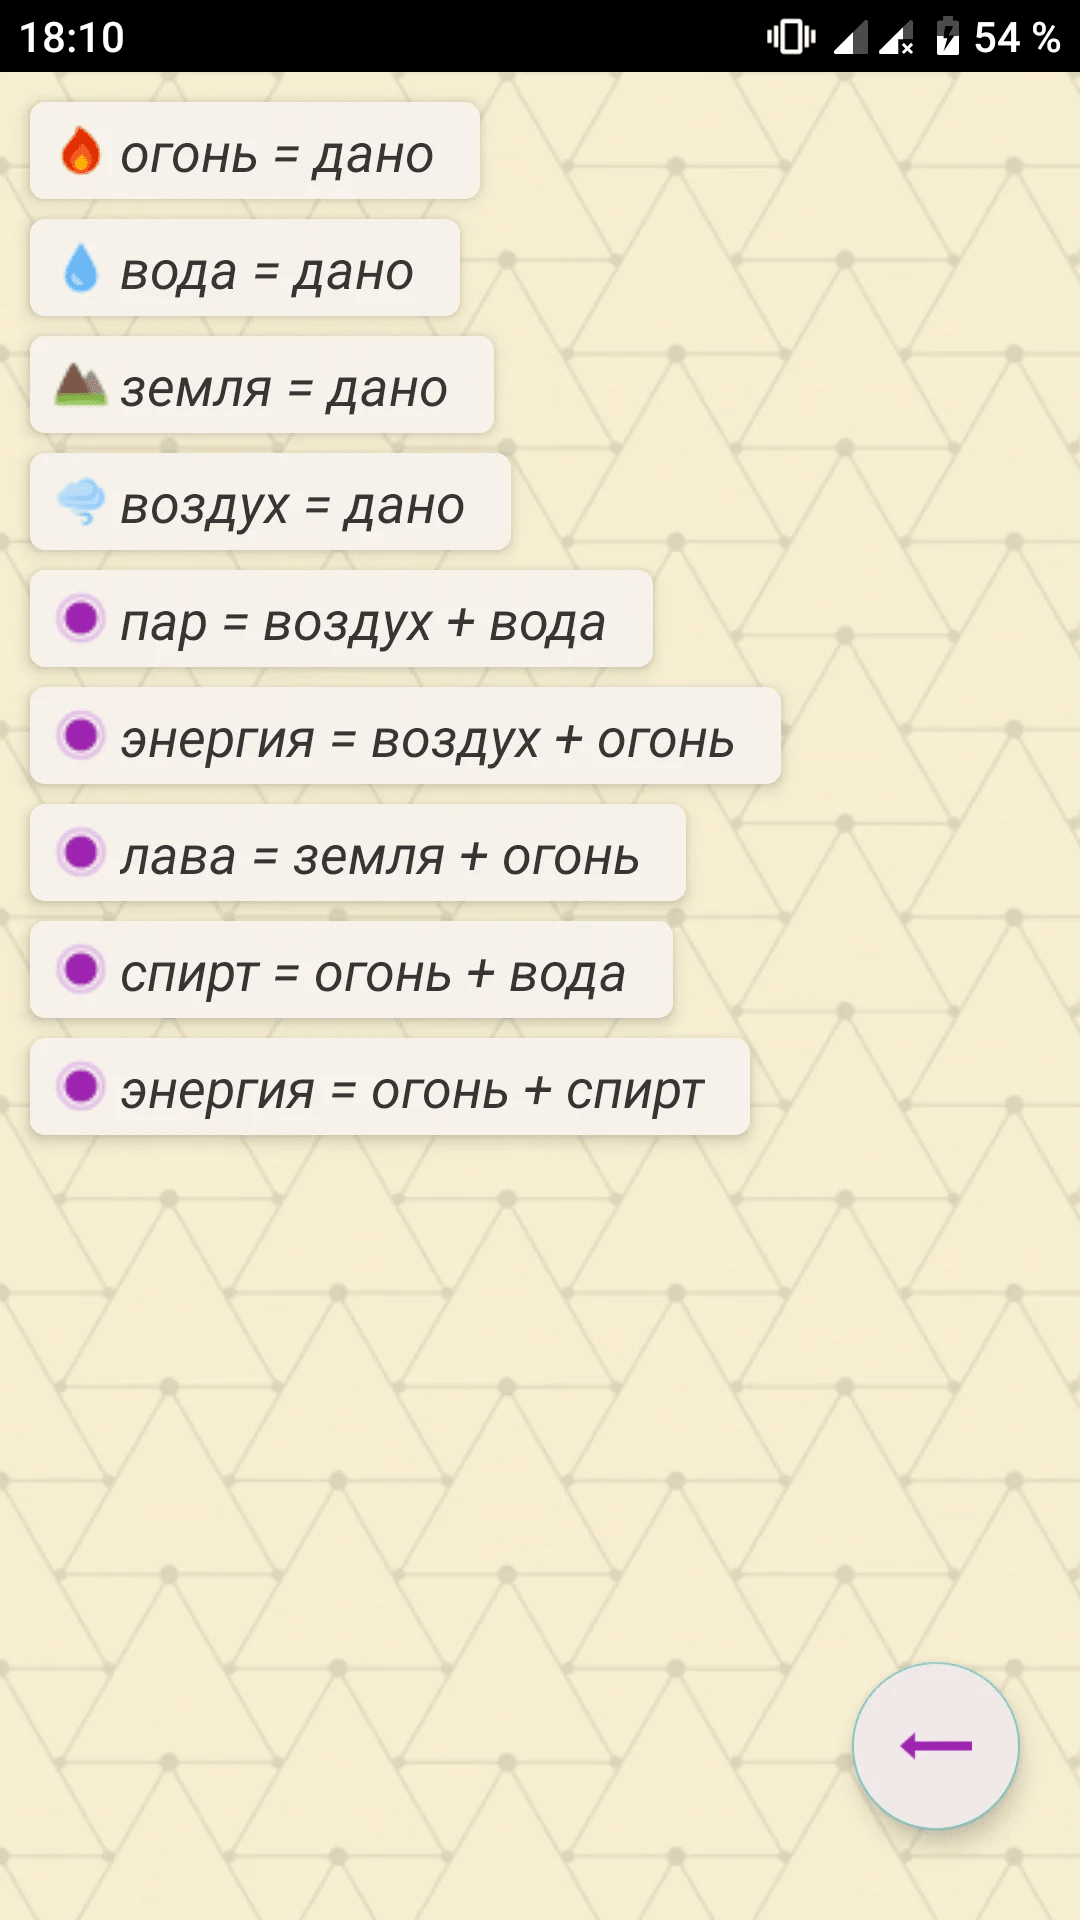 18:10 54 %
огонь = дано
вода = дано
земля = дано
воздух = дано
пар = воздух + вода
энергия = воздух + огонь
лава = земля + огонь
спирт = огонь + вода
энергия = огонь + спирт